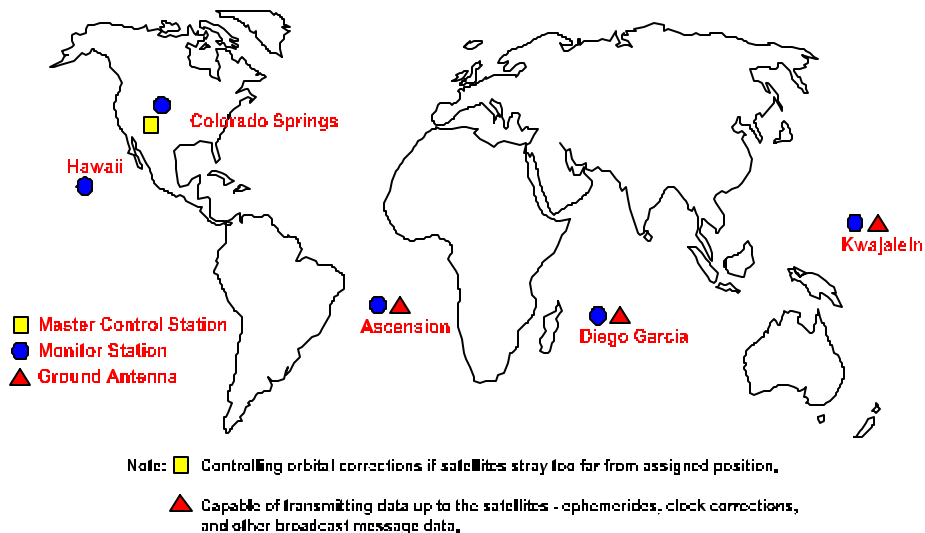 Colorado Springs
Hawaii
Kwajalein
Ascension
Diego Garcia
Master Control Station
Monitor Station
Ground Antenna
Note: Controlling orbital corrections if satellites stray too far from assigned position.
Capable of transmitting data up to the satellites - ephemerides, clock corrections,
and other broadcast message data.